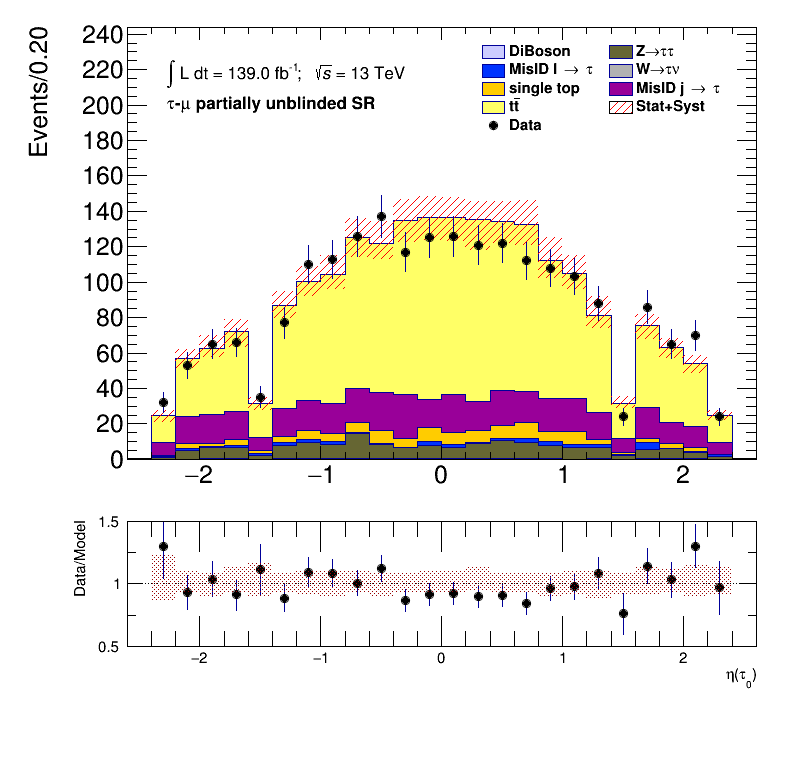 Events/0.20
240
220
200
180
160
140
120
100
80
60
40
20
0
∫ L dt = 139.0 fb⁻¹; √s = 13 TeV
τ-μ partially unblinded SR
DiBoson
MisID l → τ
single top
tt̄
Data
Z→ττ
W→τν
MisID j → τ
Stat+Syst
−2 −1 0 1 2
Data/Model
1.5
1
0.5
−2 −1 0 1 2
η(τ₀)